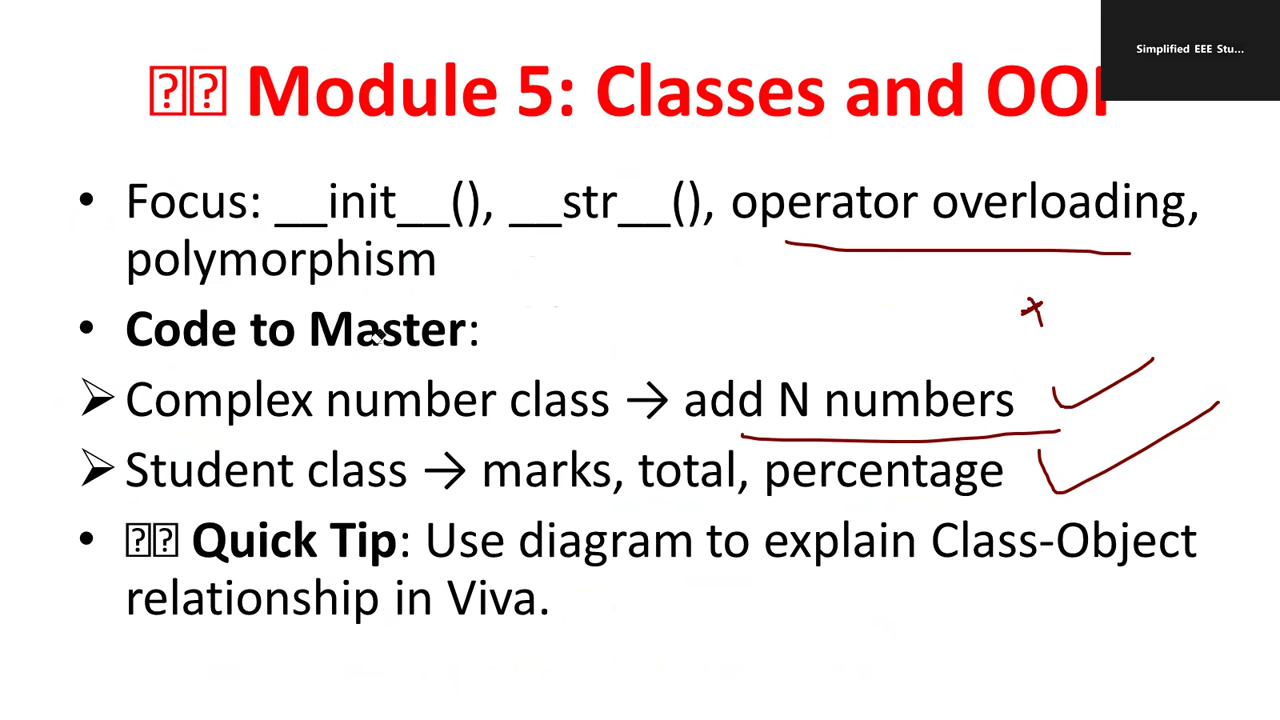 Simplified EEE Stu...
Module 5: Classes and OO
• Focus: __init__(), __str__(), operator overloading,
polymorphism
• Code to Master:
➢ Complex number class → add N numbers
➢ Student class → marks, total, percentage
• Quick Tip: Use diagram to explain Class-Object
relationship in Viva.